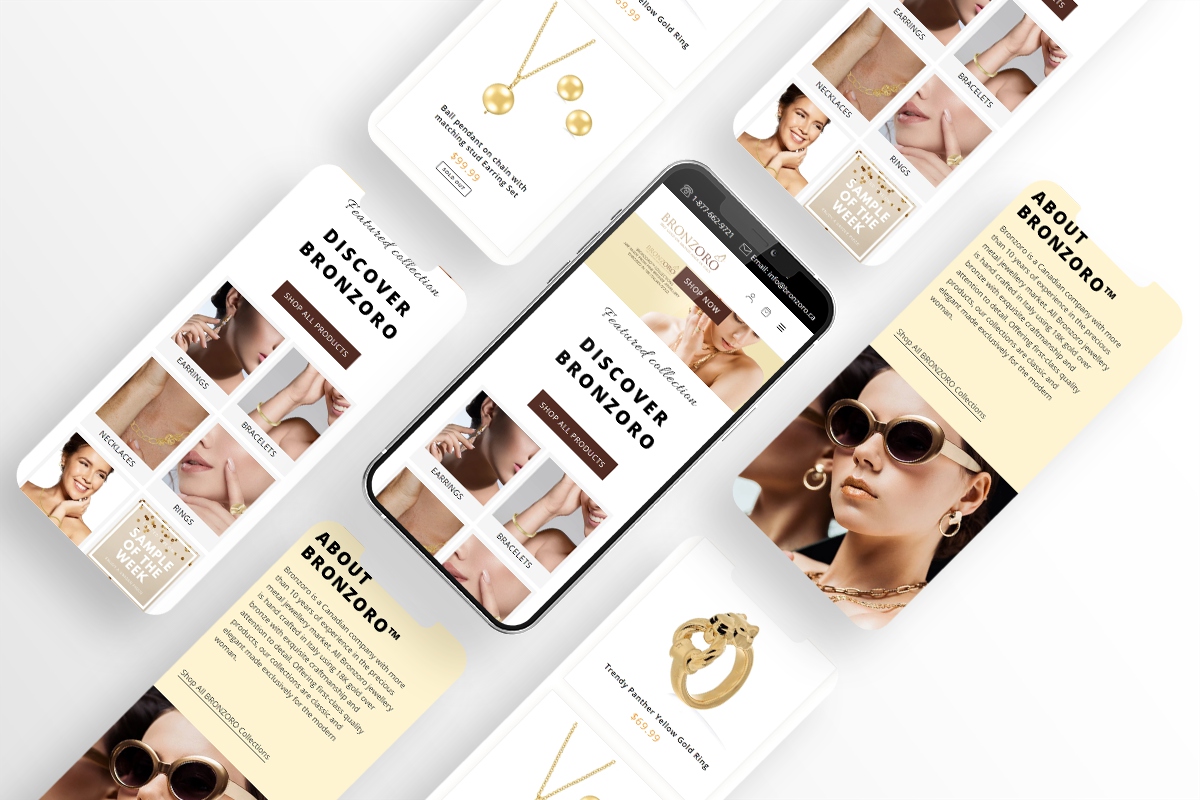 ellow Gold Ring
69.99
Ball pendant on chain with
matching stud Earring Set
$99.99
SOLD OUT
EARRINGS
BRACELETS
NECKLACES
RINGS
SAMPLE
OF THE
WEEK
Featured collection
DISCOVER
BRONZORO
SHOP ALL PRODUCTS
EARRINGS
BRACELETS
NECKLACES
RINGS
SAMPLE
OF THE
WEEK
1-877-662-9721
Email: info@bronzoro.ca
BRONZORO
SHOP NOW
Featured collection
DISCOVER
BRONZORO
SHOP ALL PRODUCTS
EARRINGS
BRACELETS
ABOUT
BRONZORO™
Bronzoro is a Canadian company with more
than 10 years of experience in the precious
metal jewellery market. All Bronzoro jewellery
is hand crafted in Italy using 18K gold over
bronze with exquisite craftmanship and
attention to detail. Offering first-class quality
products, our collections are classic and
elegant made exclusively for the modern
woman.
Shop All BRONZORO Collections
ABOUT
BRONZORO™
Bronzoro is a Canadian company with more
than 10 years of experience in the precious
metal jewellery market. All Bronzoro jewellery
is hand crafted in Italy using 18K gold over
bronze with exquisite craftmanship and
attention to detail. Offering first-class quality
products, our collections are classic and
elegant made exclusively for the modern
woman.
Shop All BRONZORO Collections
Trendy Panther Yellow Gold Ring
$69.99